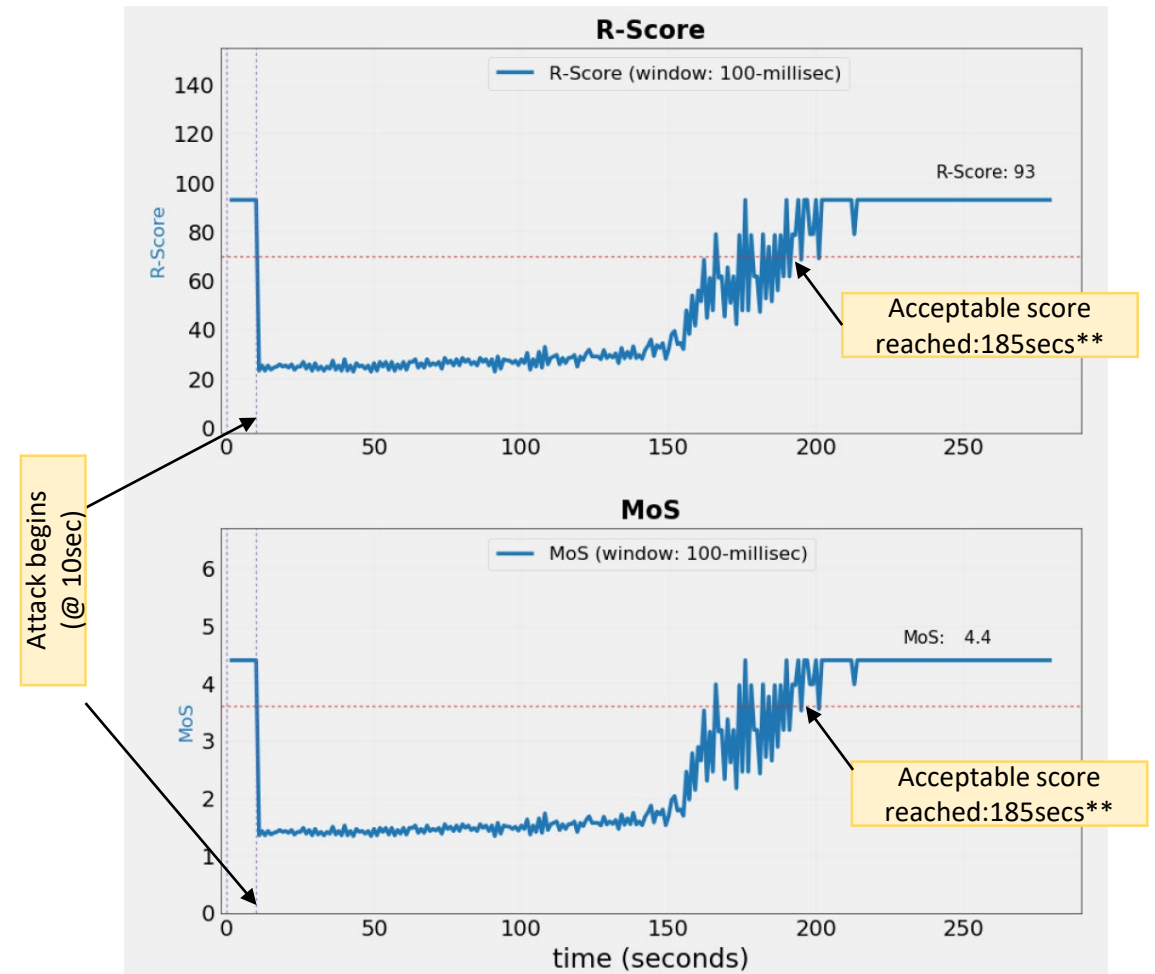 R-Score
R-Score (window: 100-millisec)
140
120
100
80
60
40
20
0
R-Score
R-Score: 93
Acceptable score
reached:185secs**
0 50 100 150 200 250
Attack begins
(@ 10sec)
MoS
MoS (window: 100-millisec)
6
5
4
3
2
1
0
MoS
MoS: 4.4
Acceptable score
reached:185secs**
0 50 100 150 200 250
time (seconds)